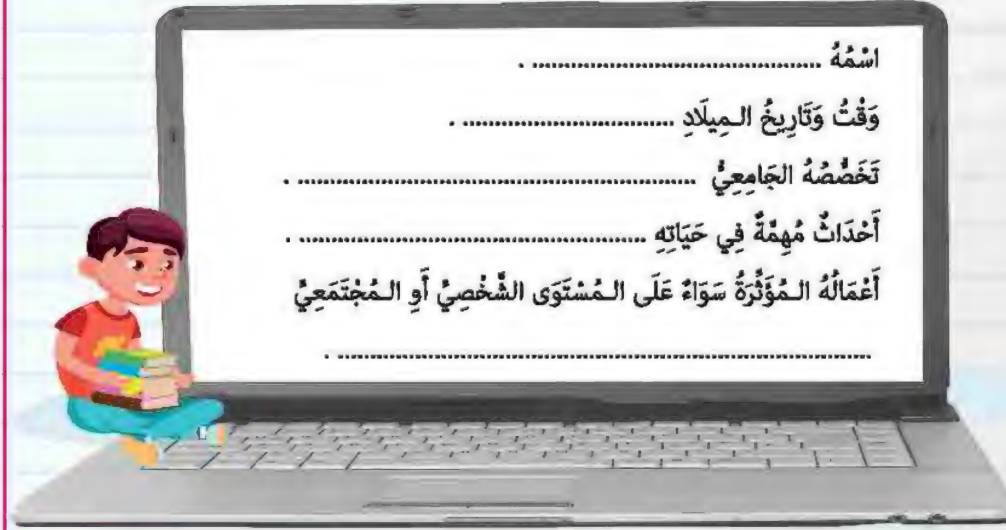 اسْمُهُ ............................................ .
وَقْتُ وَتَارِيخُ الـمِيلَادِ ................................ .
تَخَصُّصُهُ الجَامِعِيُّ ............................................................ .
أَحْدَاثٌ مُهِمَّةٌ فِي حَيَاتِهِ .................................................... .
أَعْمَالُهُ الـمُؤَثِّرَةُ سَوَاءٌ عَلَى الـمُسْتَوَى الشَّخْصِيِّ أَوِ الـمُجْتَمَعِيِّ
................................................................................ .